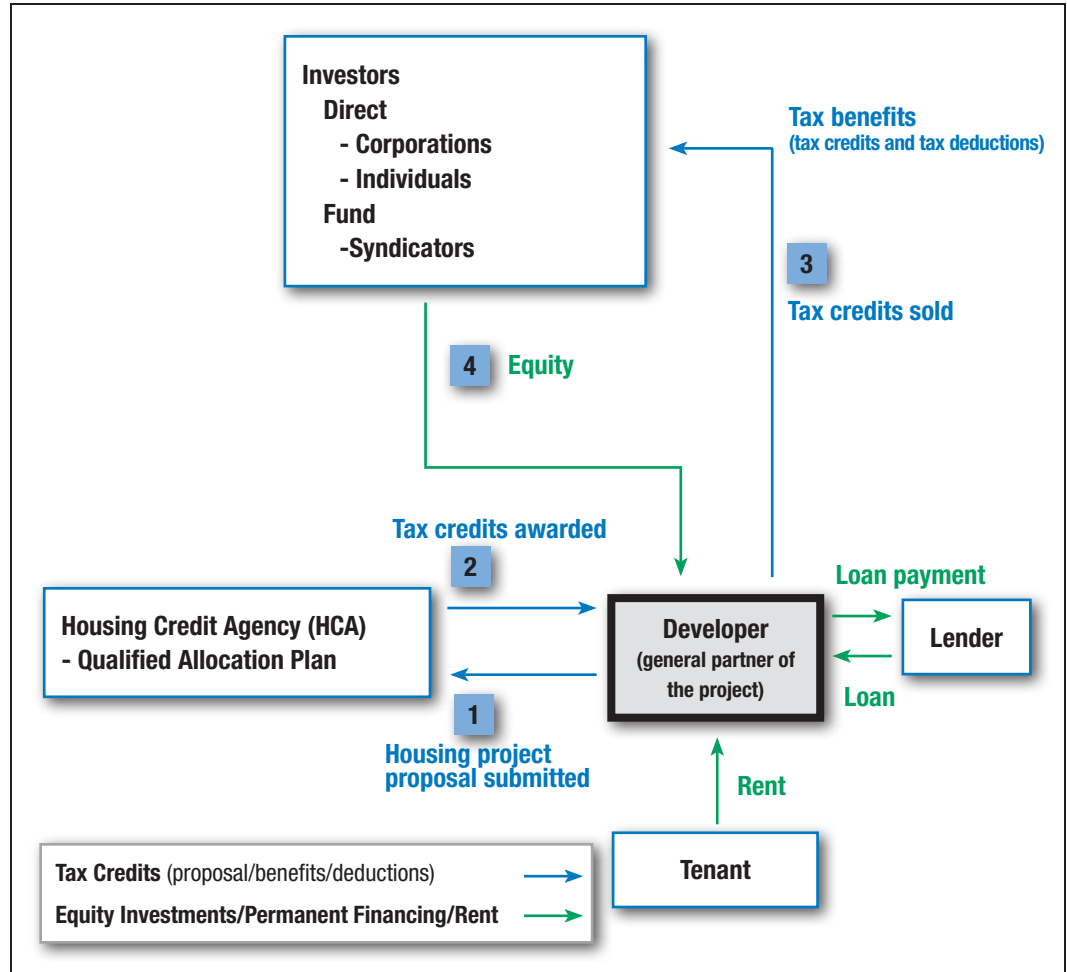 Investors
Direct
- Corporations
- Individuals
Fund
-Syndicators
Tax benefits
(tax credits and tax deductions)
3
Tax credits sold
4 Equity
Tax credits awarded
2
Housing Credit Agency (HCA)
- Qualified Allocation Plan
Developer
(general partner of
the project)
Loan payment
Lender
Loan
1
Housing project
proposal submitted
Rent
Tenant
Tax Credits (proposal/benefits/deductions)
Equity Investments/Permanent Financing/Rent